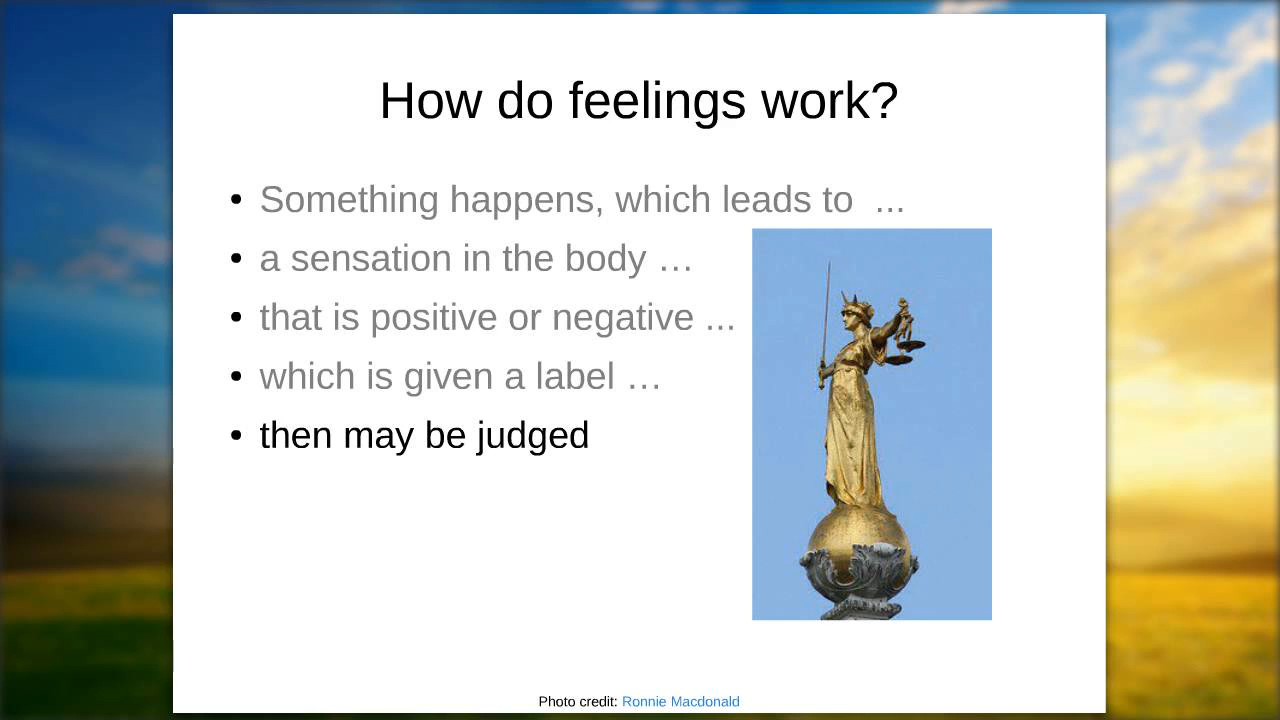 How do feelings work?
• Something happens, which leads to  ...
• a sensation in the body …
• that is positive or negative ...
• which is given a label …
• then may be judged
Photo credit: Ronnie Macdonald